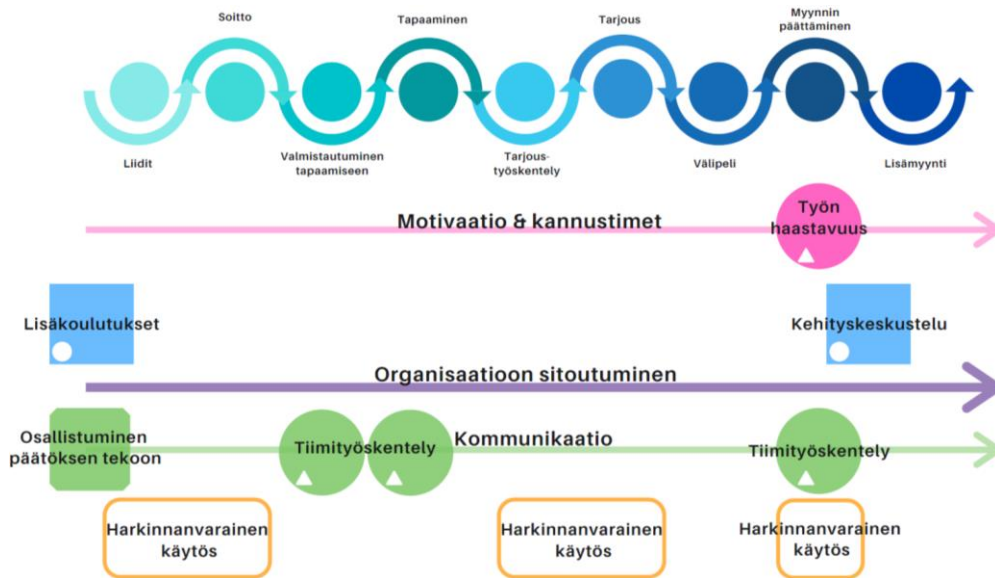 Soitto
Tapaaminen
Tarjous
Myynnin
päättäminen
Liidit
Valmistautuminen
tapaamiseen
Tarjous-
työskentely
Välipeli
Lisämyynti
Motivaatio & kannustimet
Työn
haastavuus
Lisäkoulutukset
Kehityskeskustelu
Organisaatioon sitoutuminen
Osallistuminen
päätöksen tekoon
Tiimityöskentely
Kommunikaatio
Tiimityöskentely
Harkinnanvarainen
käytös
Harkinnanvarainen
käytös
Harkinnanvarainen
käytös